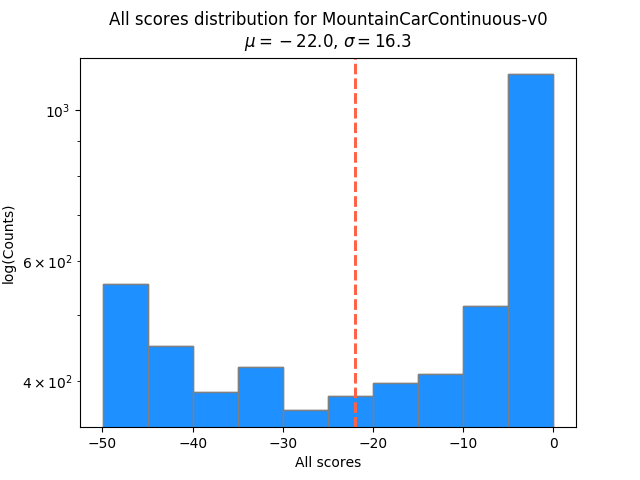 All scores distribution for MountainCarContinuous-v0
μ = −22.0, σ = 16.3
log(Counts)
10³
6 × 10²
4 × 10²
−50 −40 −30 −20 −10 0
All scores